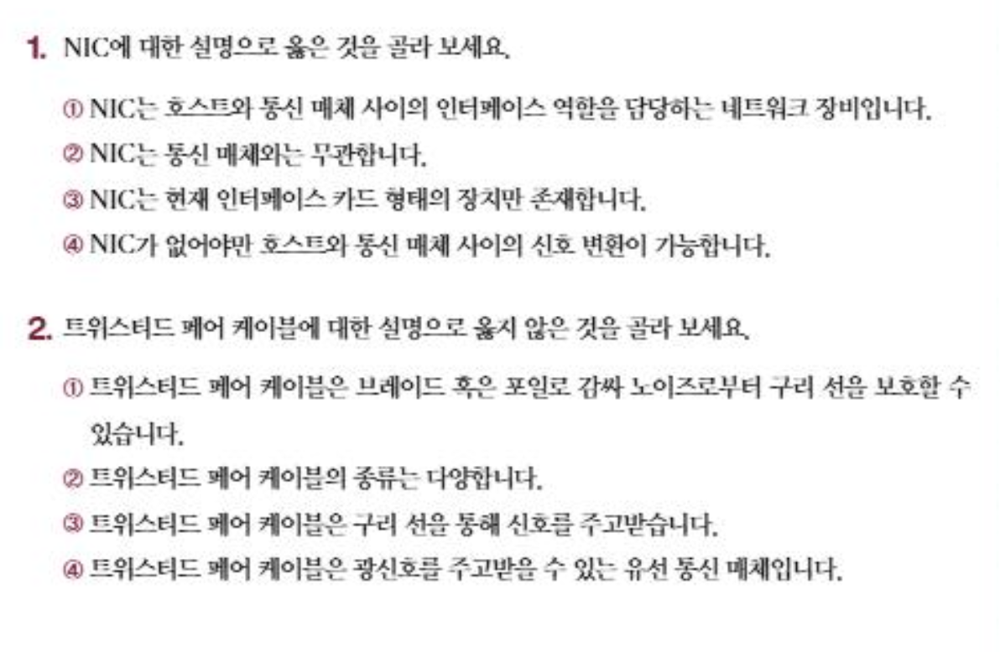 1. NIC에 대한 설명으로 옳은 것을 골라 보세요.
① NIC는 호스트와 통신 매체 사이의 인터페이스 역할을 담당하는 네트워크 장비입니다.
② NIC는 통신 매체와는 무관합니다.
③ NIC는 현재 인터페이스 카드 형태의 장치만 존재합니다.
④ NIC가 없어야만 호스트와 통신 매체 사이의 신호 변환이 가능합니다.
2. 트위스티드 페어 케이블에 대한 설명으로 옳지 않은 것을 골라 보세요.
① 트위스티드 페어 케이블은 브레이드 혹은 포일로 감싸 노이즈로부터 구리 선을 보호할 수
있습니다.
② 트위스티드 페어 케이블의 종류는 다양합니다.
③ 트위스티드 페어 케이블은 구리 선을 통해 신호를 주고받습니다.
④ 트위스티드 페어 케이블은 광신호를 주고받을 수 있는 유선 통신 매체입니다.